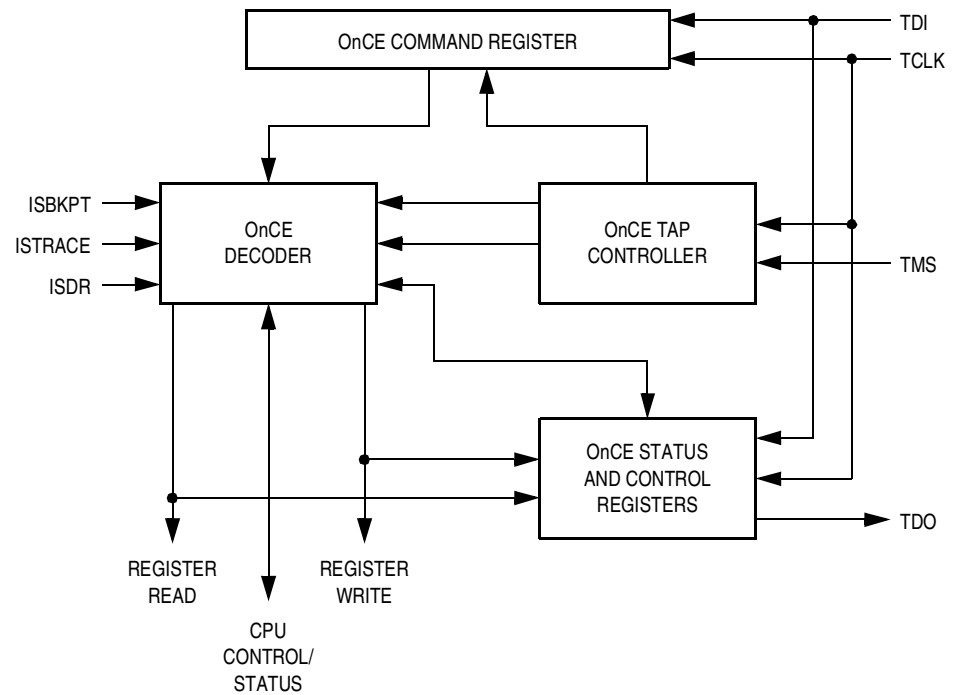 TDI
OnCE COMMAND REGISTER
TCLK
ISBKPT
ISTRACE
ISDR
OnCE
DECODER
OnCE TAP
CONTROLLER
TMS
OnCE STATUS
AND CONTROL
REGISTERS
TDO
REGISTER
READ
REGISTER
WRITE
CPU
CONTROL/
STATUS